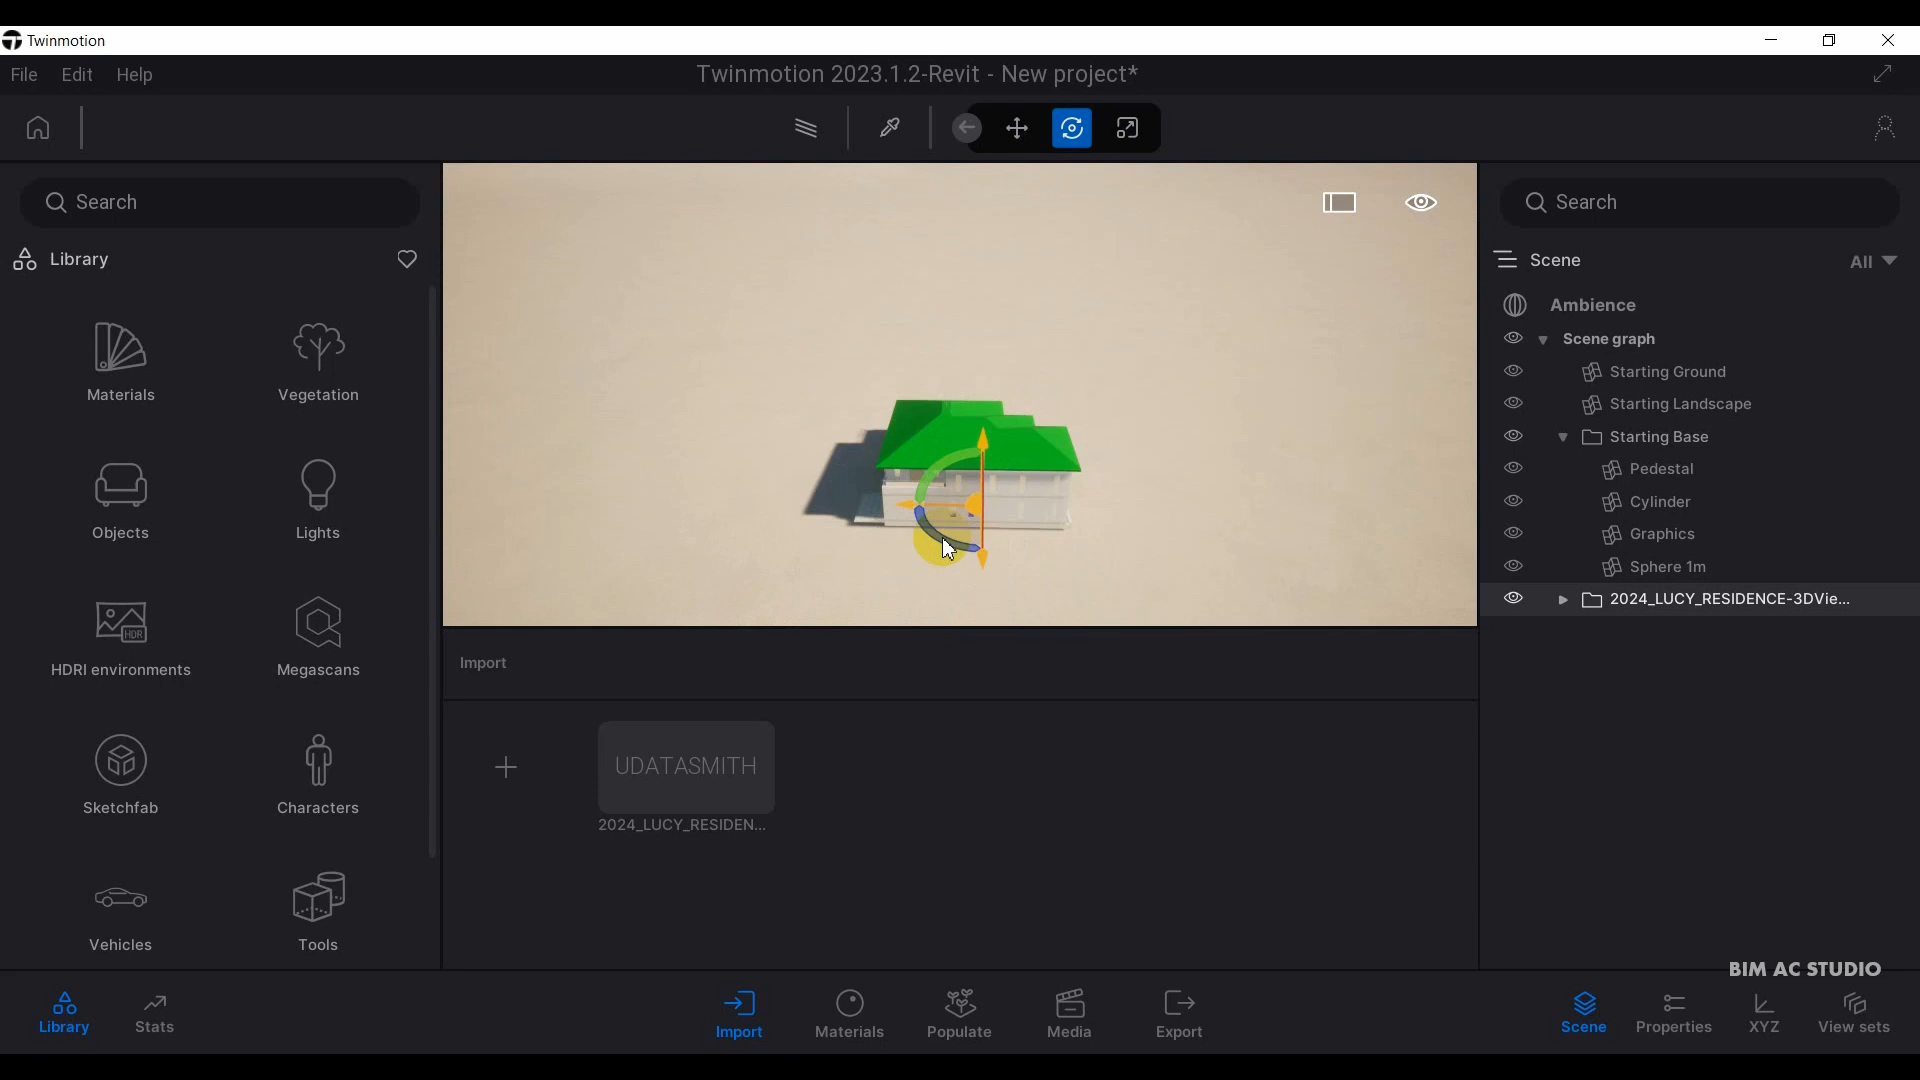 Twinmotion
File Edit Help
Twinmotion 2023.1.2-Revit - New project*
Search
Library
Materials
Vegetation
Objects
Lights
HDR
HDRI environments
Megascans
Sketchfab
Characters
Vehicles
Tools
Import
UDATASMITH
2024_LUCY_RESIDEN...
Search
Scene
All
Ambience
Scene graph
Starting Ground
Starting Landscape
Starting Base
Pedestal
Cylinder
Graphics
Sphere 1m
2024_LUCY_RESIDENCE-3DVie...
BIM AC STUDIO
Library
Stats
Import
Materials
Populate
Media
Export
Scene
Properties
XYZ
View sets